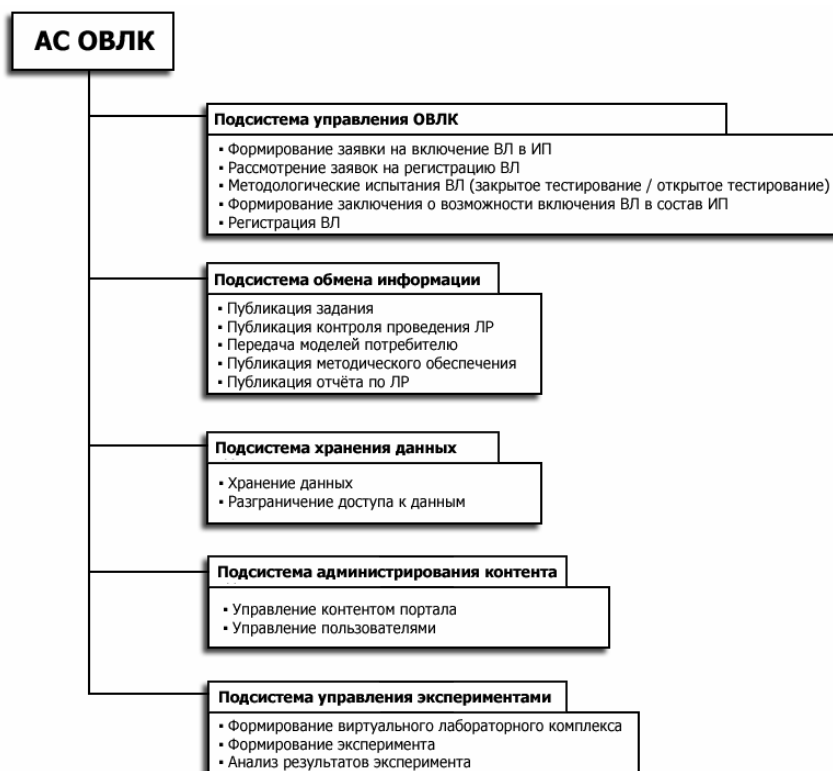 АС ОВЛК
Подсистема управления ОВЛК
▪ Формирование заявки на включение ВЛ в ИП
▪ Рассмотрение заявок на регистрацию ВЛ
▪ Методологические испытания ВЛ (закрытое тестирование / открытое тестирование)
▪ Формирование заключения о возможности включения ВЛ в состав ИП
▪ Регистрация ВЛ
Подсистема обмена информации
▪ Публикация задания
▪ Публикация контроля проведения ЛР
▪ Передача моделей потребителю
▪ Публикация методического обеспечения
▪ Публикация отчёта по ЛР
Подсистема хранения данных
▪ Хранение данных
▪ Разграничение доступа к данным
Подсистема администрирования контента
▪ Управление контентом портала
▪ Управление пользователями
Подсистема управления экспериментами
▪ Формирование виртуального лабораторного комплекса
▪ Формирование эксперимента
▪ Анализ результатов эксперимента